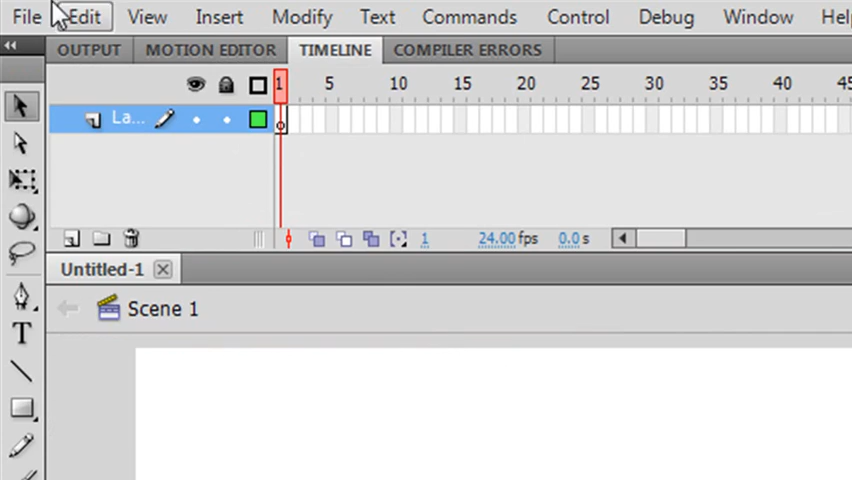 File Edit View Insert Modify Text Commands Control Debug Window Help
OUTPUT MOTION EDITOR TIMELINE COMPILER ERRORS
1 5 10 15 20 25 30 35 40 45
La...
1 24.00 fps 0.0 s
Untitled-1
Scene 1
T